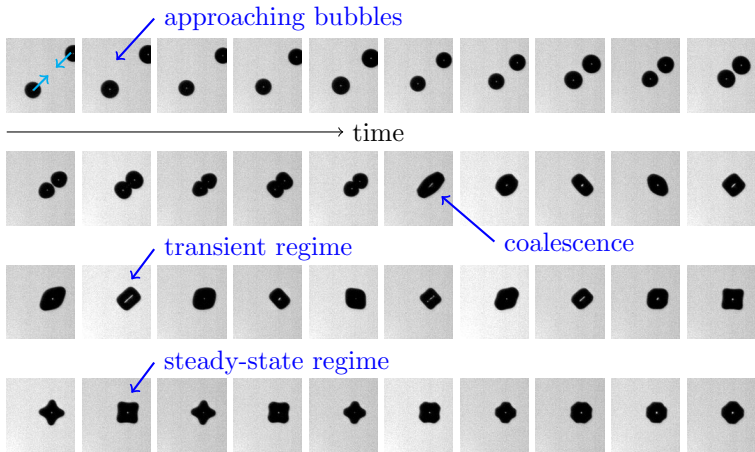 approaching bubbles
time
coalescence
transient regime
steady-state regime